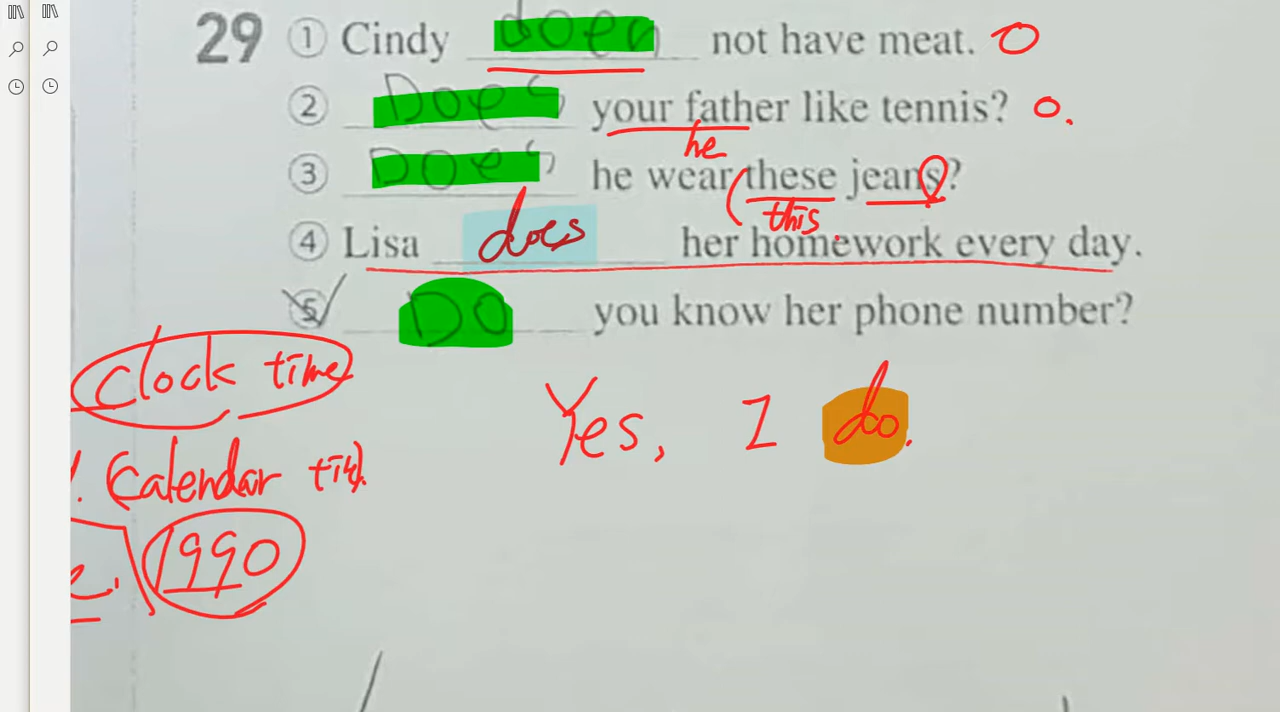 29 ① Cindy does not have meat. O
② Does your father like tennis? O.
he
③ Does he wear (these jeans?
this.
④ Lisa does her homework every day.
⑤ Do you know her phone number?
Clock time
Yes, I do.
Calendar
1990